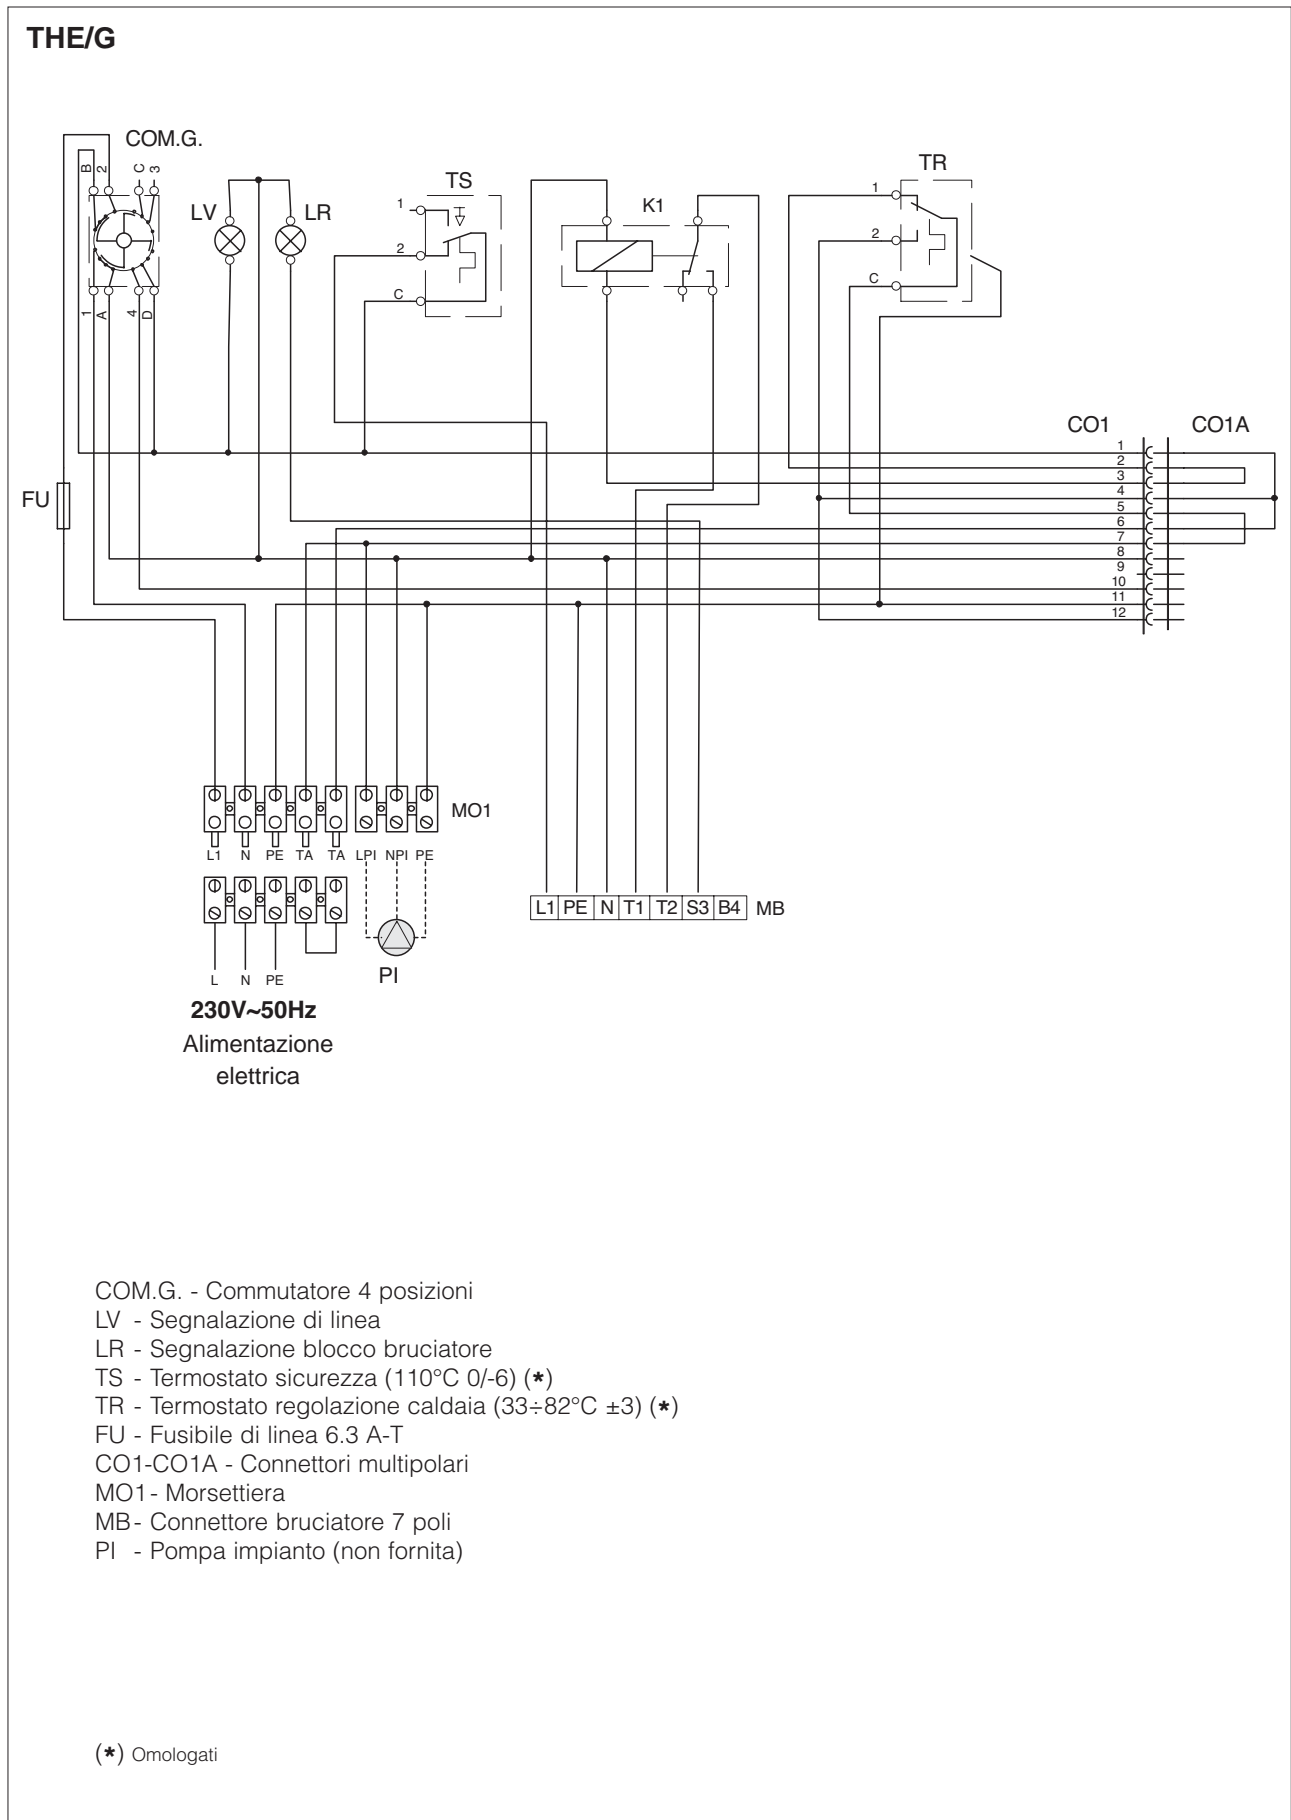 THE/G
COM.G.
B 2 C 3
1 A 4 D
LV LR
TS
1
2
C
K1
TR
1
2
C
CO1 CO1A
1
2
3
4
5
6
7
8
9
10
11
12
FU
MO1
L1 N PE TA TA LPI NPI PE
L1 PE N T1 T2 S3 B4 MB
L N PE
PI
230V~50Hz
Alimentazione
elettrica
COM.G. - Commutatore 4 posizioni
LV - Segnalazione di linea
LR - Segnalazione blocco bruciatore
TS - Termostato sicurezza (110°C 0/-6) (*)
TR - Termostato regolazione caldaia (33÷82°C ±3) (*)
FU - Fusibile di linea 6.3 A-T
CO1-CO1A - Connettori multipolari
MO1- Morsettiera
MB- Connettore bruciatore 7 poli
PI - Pompa impianto (non fornita)
(*) Omologati